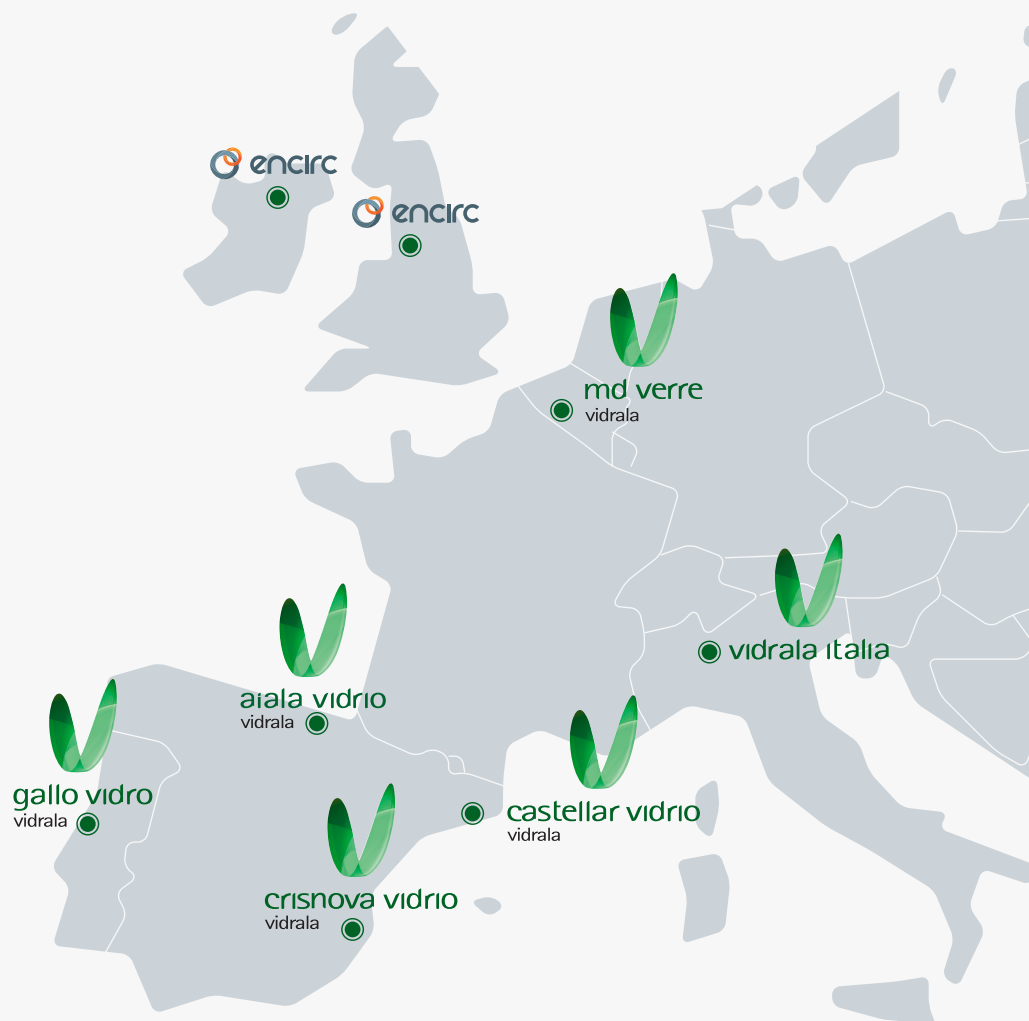 encirc
encirc
md verre
vidrala
vidrala italia
aiala vidrio
vidrala
gallo vidro
vidrala
castellar vidrio
vidrala
crisnova vidrio
vidrala